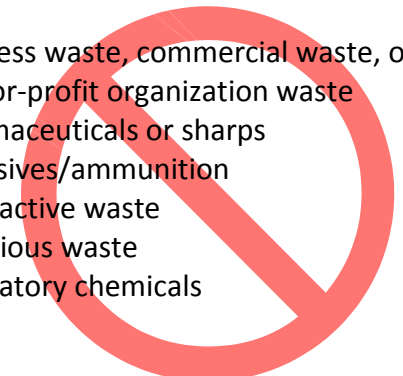 ess waste, commercial waste, o
or-profit organization waste
naceuticals or sharps
sives/ammunition
active waste
ious waste
atory chemicals